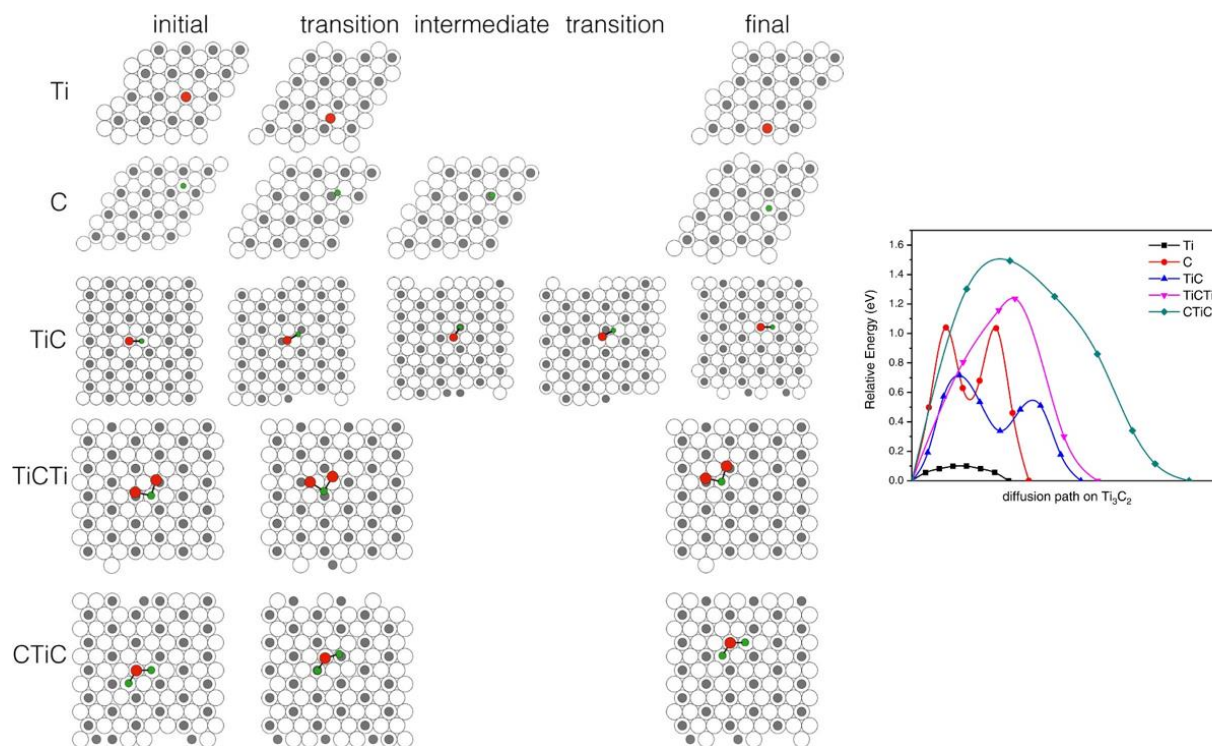 initial transition intermediate transition final
Ti
C
TiC
TiCTi
CTiC
Relative Energy (eV)
1.6
1.4
1.2
1.0
0.8
0.6
0.4
0.2
0.0
Ti
C
TiC
TiCTi
CTiC
diffusion path on Ti₃C₂